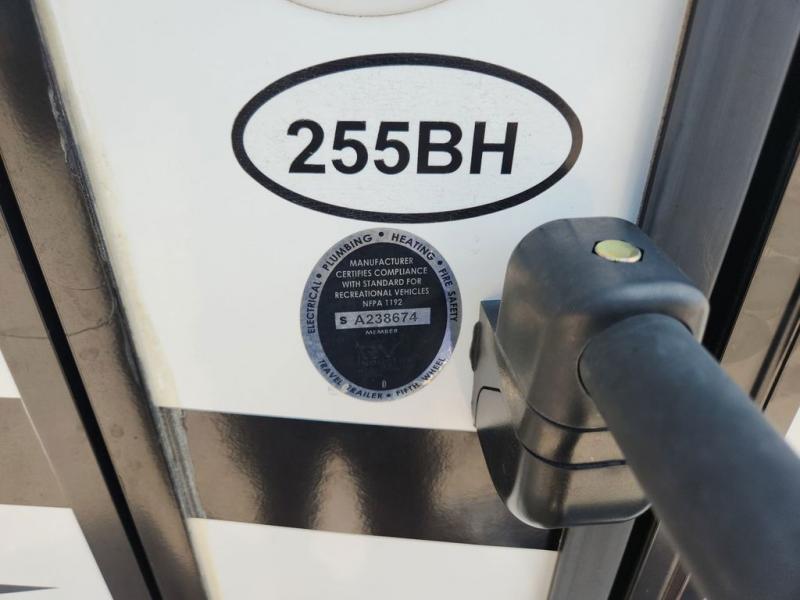 255BH
ELECTRICAL • PLUMBING • HEATING • FIRE SAFETY
MANUFACTURER
CERTIFIES COMPLIANCE
WITH STANDARD FOR
RECREATIONAL VEHICLES
NFPA 1192
S A238674
MEMBER
TRAVEL TRAILER • FIFTH WHEEL